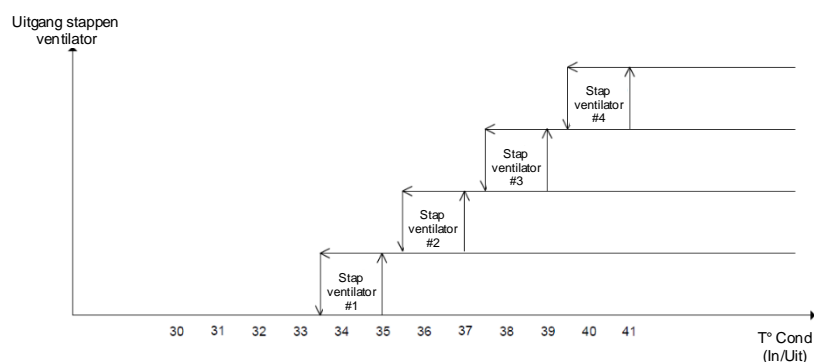 Uitgang stappen
ventilator
Stap
ventilator
#4
Stap
ventilator
#3
Stap
ventilator
#2
Stap
ventilator
#1
30 31 32 33 34 35 36 37 38 39 40 41
T° Cond
(In/Uit)